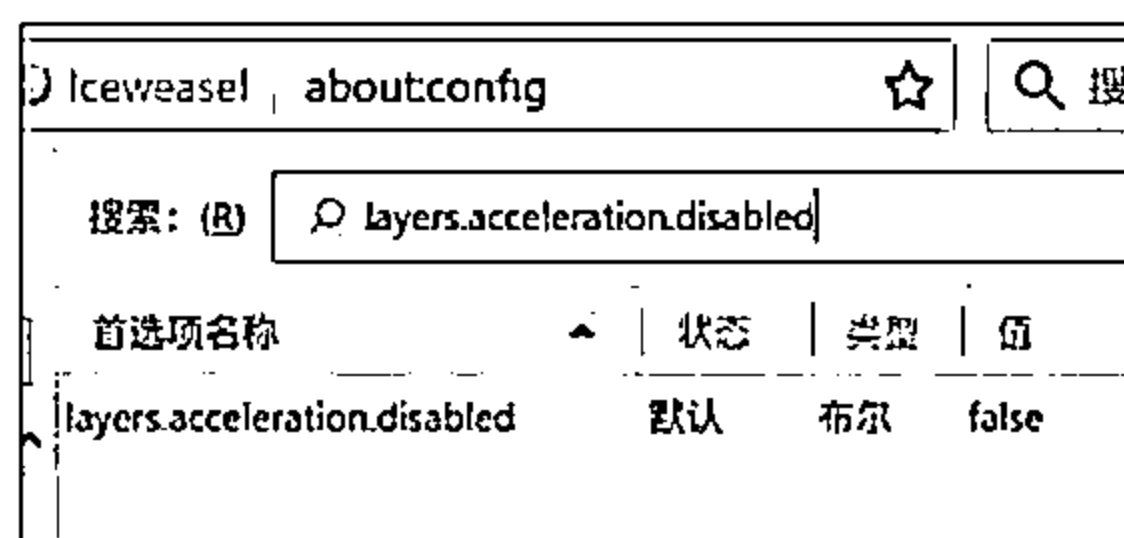 Iceweasel about:config 搜
搜索: (R) layers.acceleration.disabled
首选项名称 状态 类型 值
layers.acceleration.disabled 默认 布尔 false